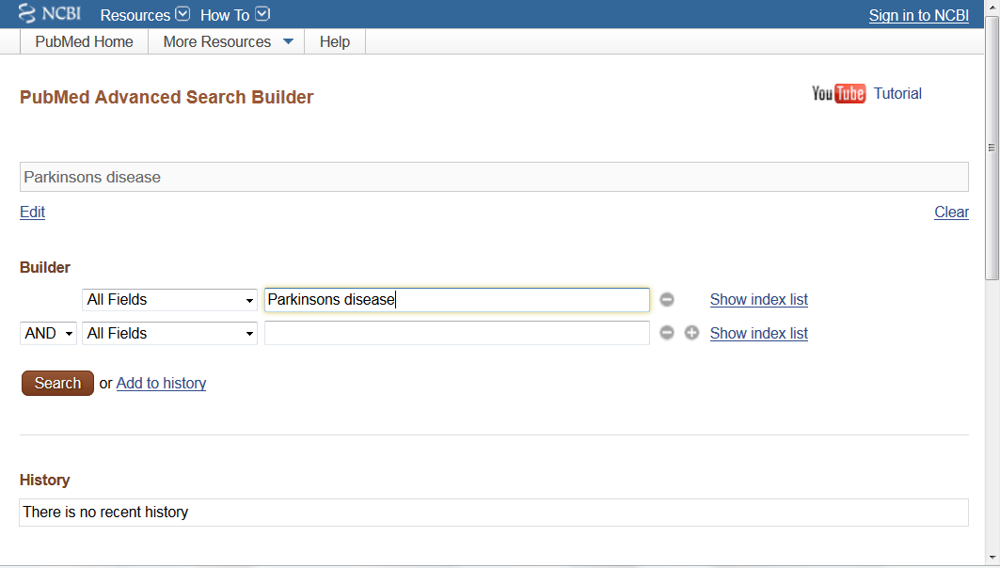 NCBI Resources How To Sign in to NCBI
PubMed Home More Resources Help
PubMed Advanced Search Builder
YouTube Tutorial
Parkinsons disease
Edit Clear
Builder
All Fields Parkinsons disease Show index list
AND All Fields Show index list
Search or Add to history
History
There is no recent history